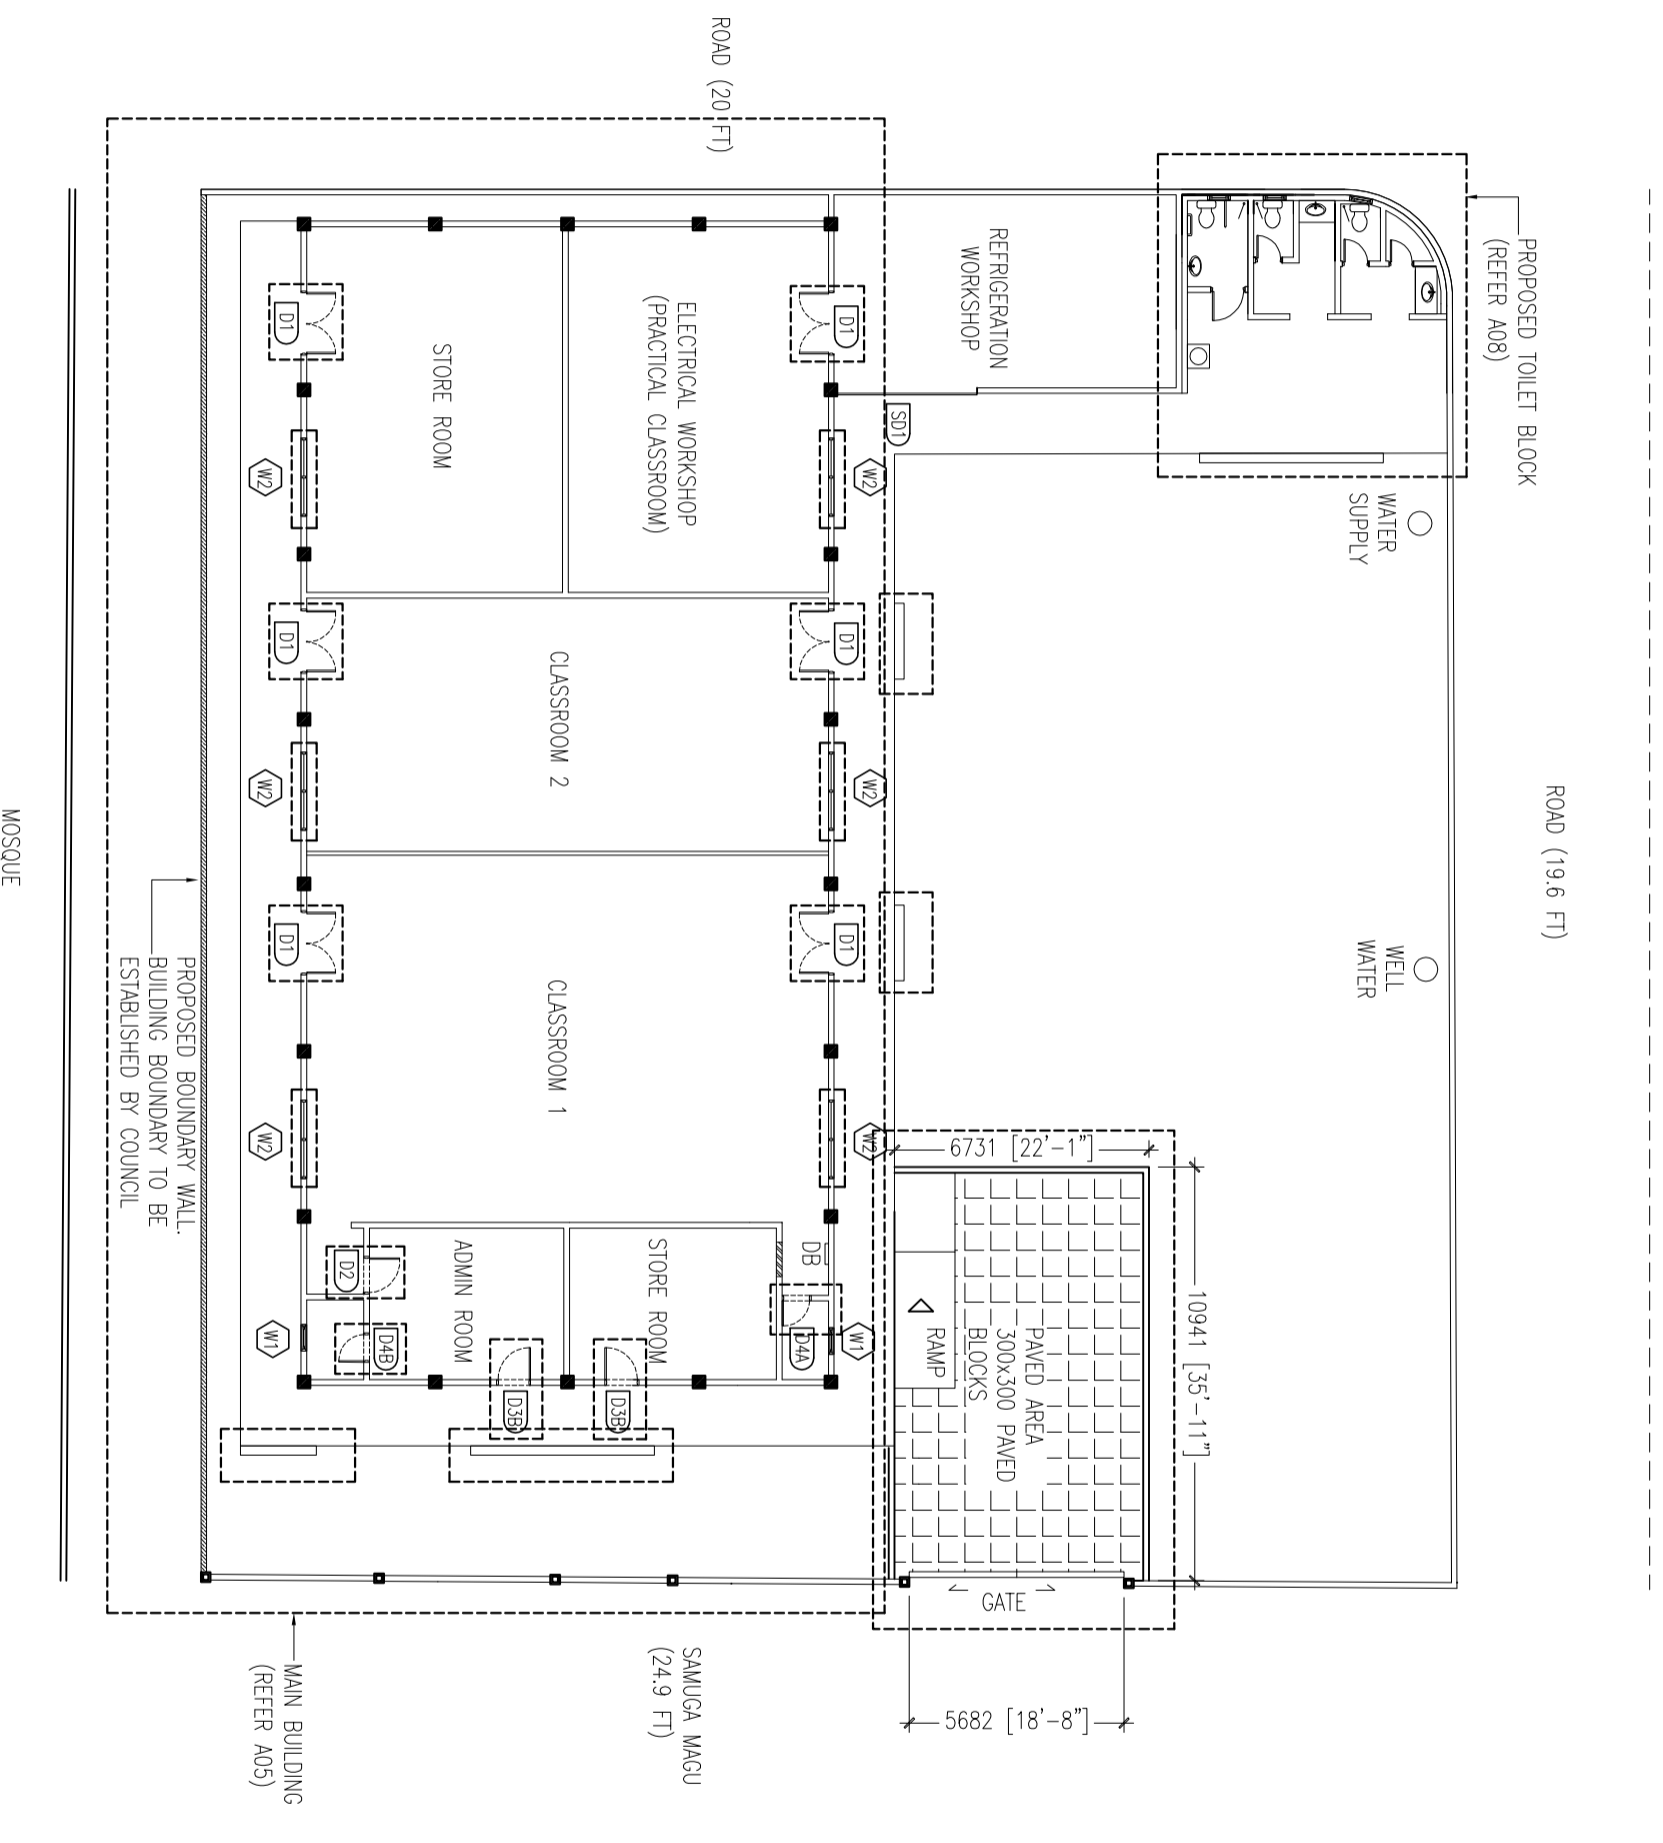 ROAD (20 FT)
ROAD (19.6 FT)
PROPOSED TOILET BLOCK
(REFER A08)
REFRIGERATION
WORKSHOP
WATER
SUPPLY
WELL
WATER
ELECTRICAL WORKSHOP
(PRACTICAL CLASSROOM)
STORE ROOM
CLASSROOM 2
CLASSROOM 1
ADMIN ROOM
STORE ROOM
DB
D1
D1
D1
D1
D1
D1
SD1
W2
W2
W2
W2
W2
W2
W1
W1
D2
D4B
D4A
D3B
D3B
6731 [22'-1"]
10941 [35'-11"]
5682 [18'-8"]
RAMP
PAVED AREA
300x300 PAVED
BLOCKS
GATE
SAMUGA MAGU
(24.9 FT)
MAIN BUILDING
(REFER A05)
PROPOSED BOUNDARY WALL.
BUILDING BOUNDARY TO BE
ESTABLISHED BY COUNCIL
MOSQUE